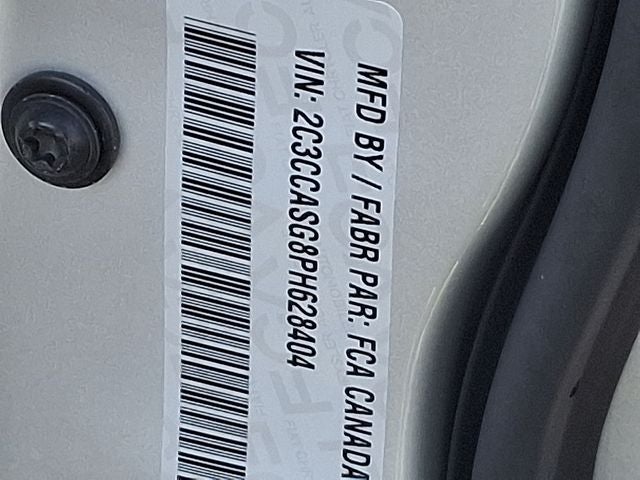 MFD BY / FABR PAR: FCA CANADA
VIN: 2C3CCASG8PH628404